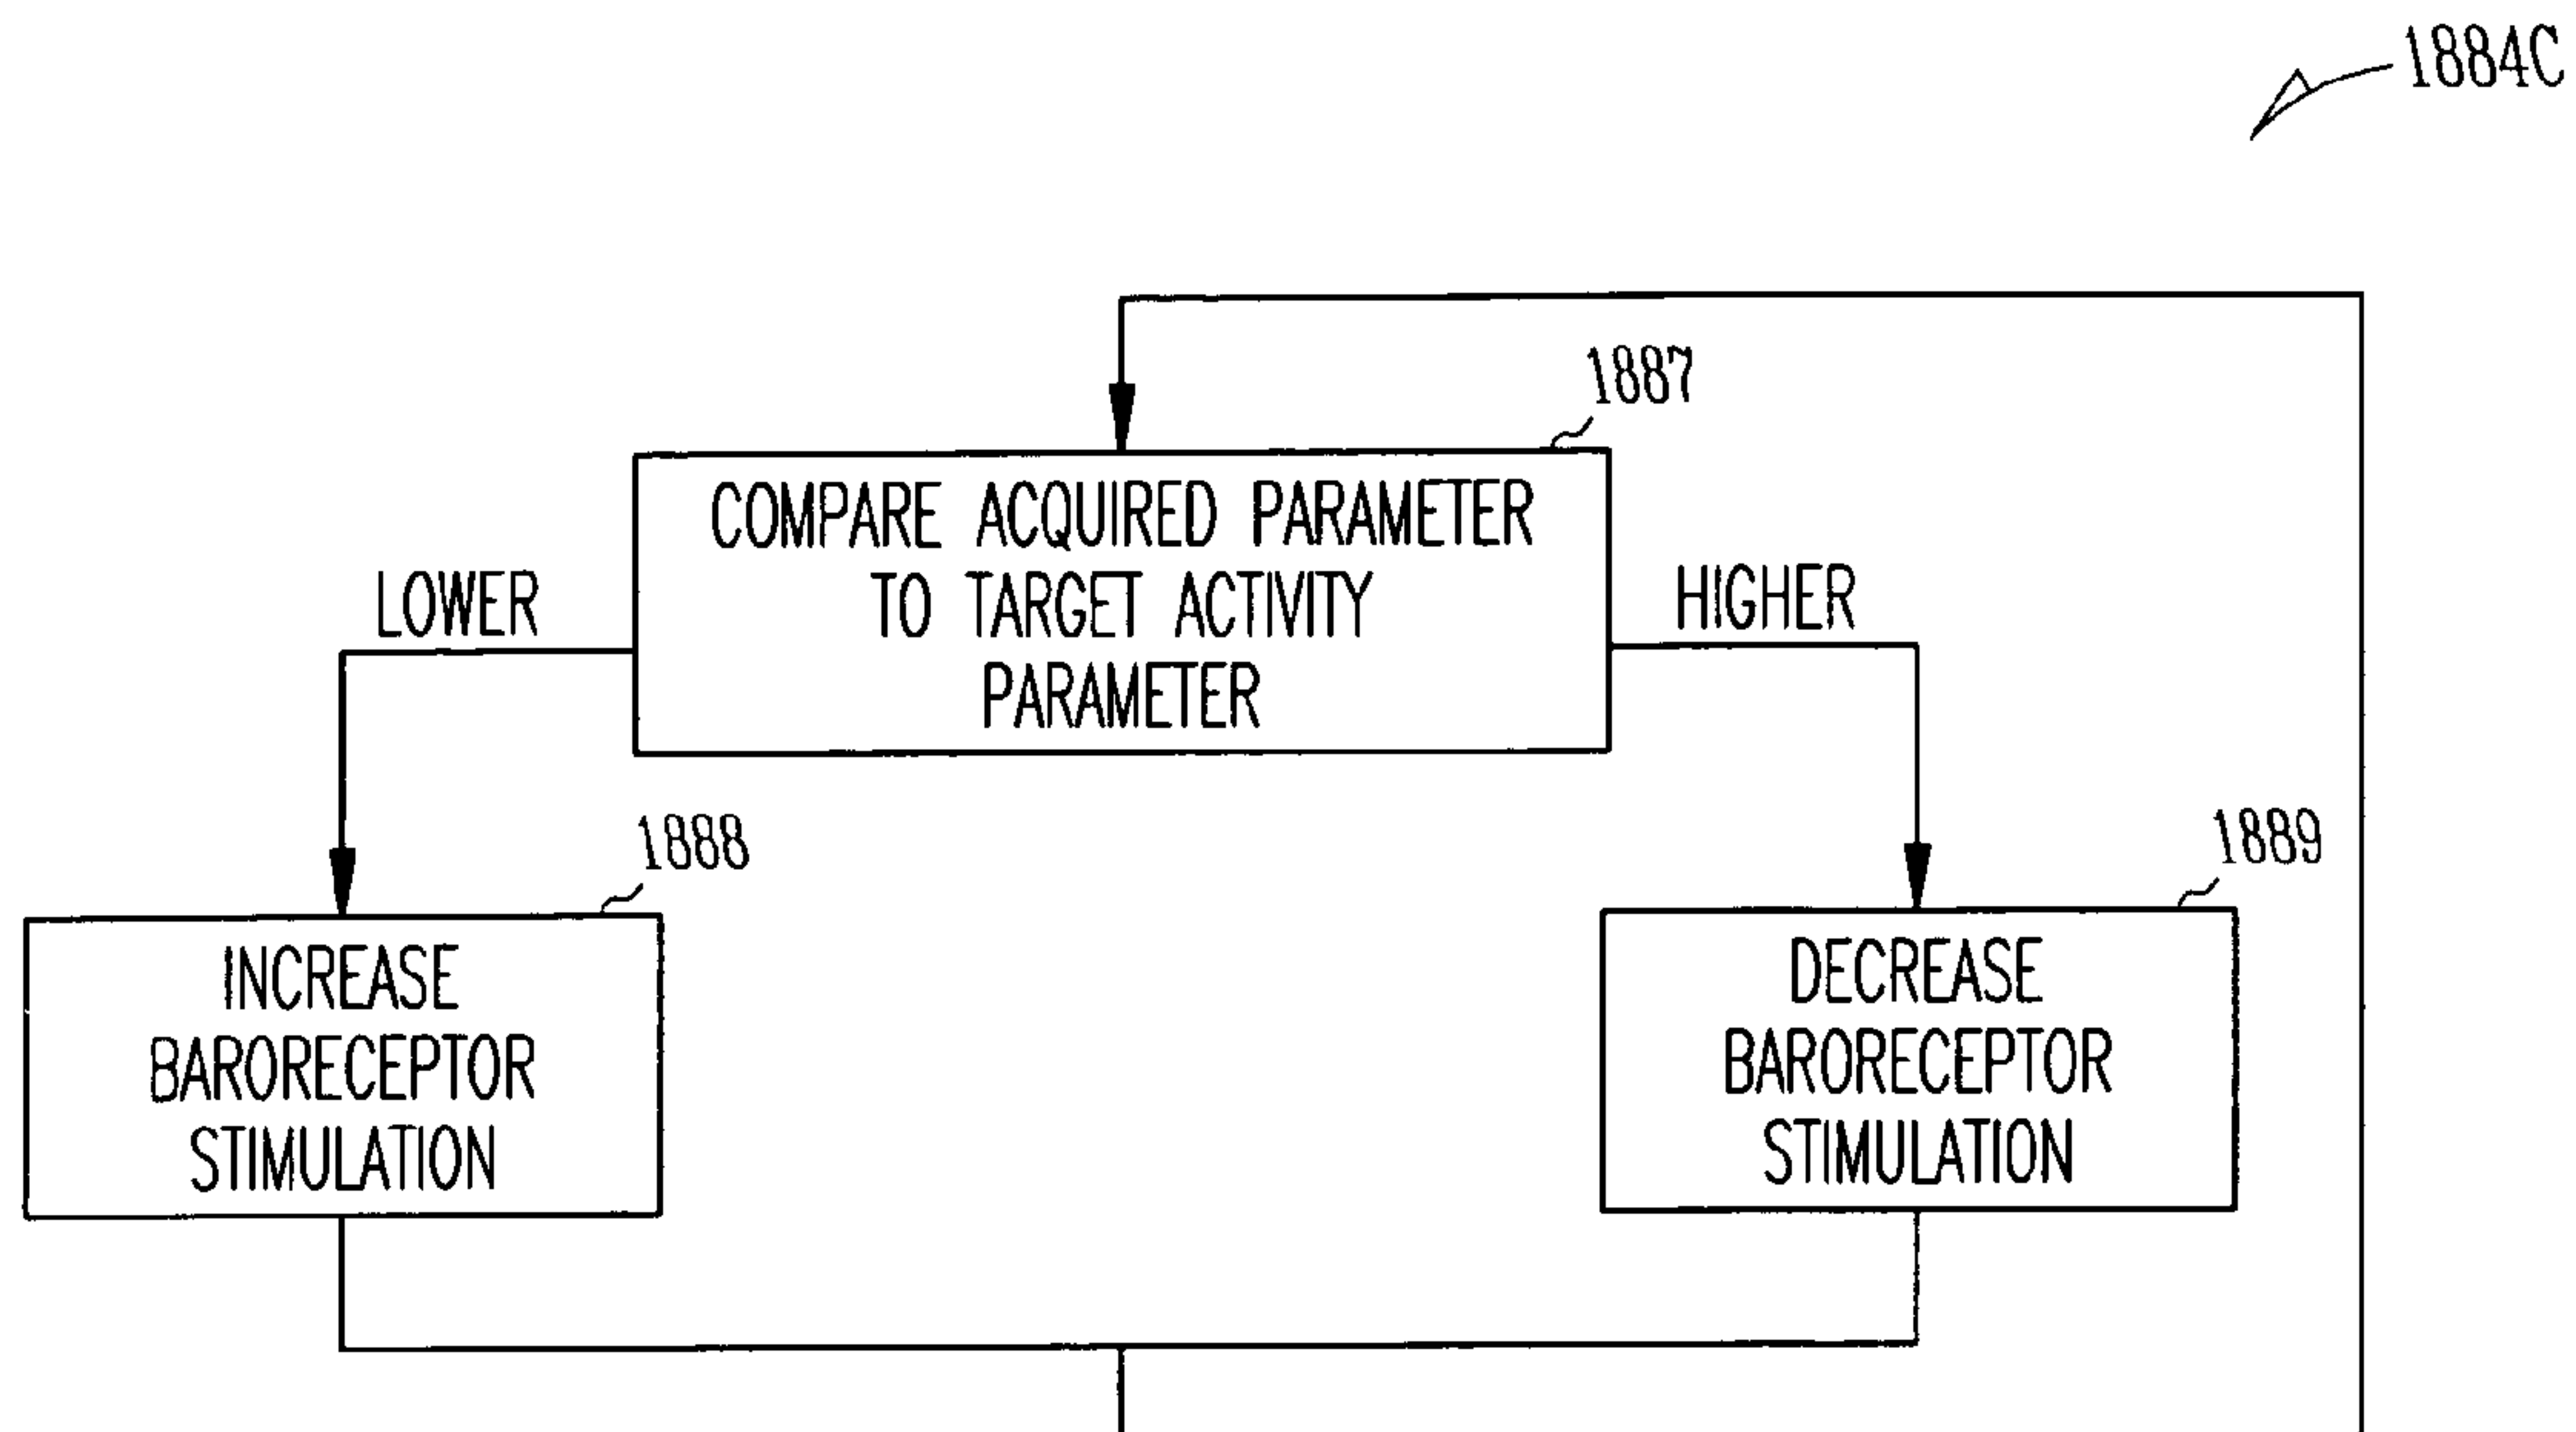 1884C
1887
COMPARE ACQUIRED PARAMETER
TO TARGET ACTIVITY
PARAMETER
LOWER
HIGHER
1888
INCREASE
BARORECEPTOR
STIMULATION
1889
DECREASE
BARORECEPTOR
STIMULATION